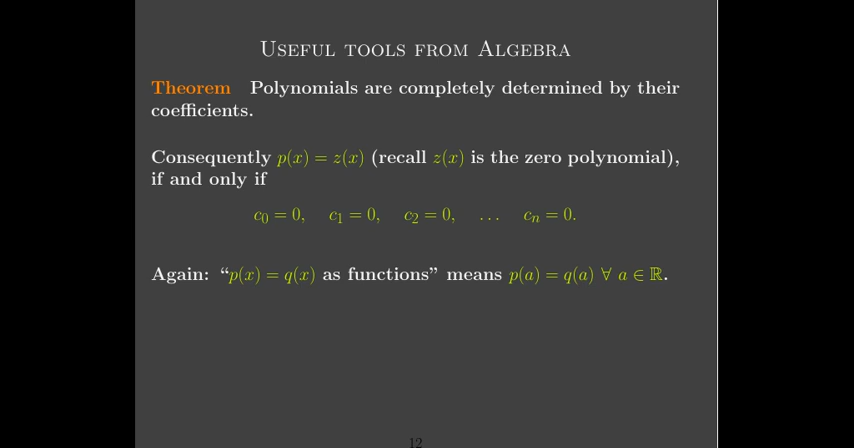 USEFUL TOOLS FROM ALGEBRA
Theorem Polynomials are completely determined by their
coefficients.
Consequently p(x) = z(x) (recall z(x) is the zero polynomial),
if and only if
c₀ = 0, c₁ = 0, c₂ = 0, … cₙ = 0.
Again: “p(x) = q(x) as functions” means p(a) = q(a) ∀ a ∈ ℝ.
12